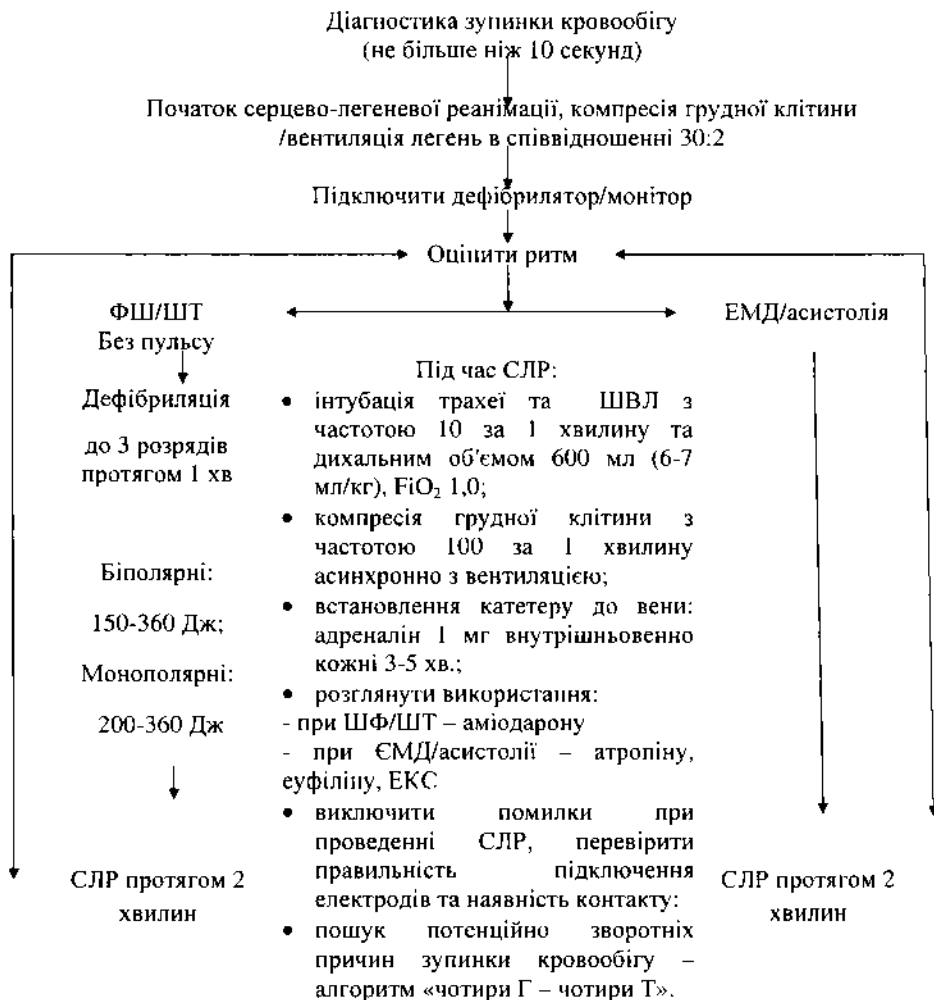 Діагностика зупинки кровообігу
(не більше ніж 10 секунд)
Початок серцево-легеневої реанімації, компресія грудної клітини
/вентиляція легень в співвідношенні 30:2
Підключити дефібрилятор/монітор
Оцінити ритм
ФШ/ШТ
Без пульсу
Дефібриляція
до 3 розрядів
протягом 1 хв
Біполярні:
150-360 Дж;
Монополярні:
200-360 Дж
СЛР протягом 2
хвилин
Під час СЛР:
• інтубація трахеї та ШВЛ з
частотою 10 за 1 хвилину та
дихальним об'ємом 600 мл (6-7
мл/кг), FiO₂ 1,0;
• компресія грудної клітини з
частотою 100 за 1 хвилину
асинхронно з вентиляцією;
• встановлення катетеру до вени:
адреналін 1 мг внутрішньовенно
кожні 3-5 хв.;
• розглянути використання:
- при ШФ/ШТ – аміодарону
- при ЄМД/асистолії – атропіну,
еуфіліну, ЕКС
• виключити помилки при
проведенні СЛР, перевірити
правильність підключення
електродів та наявність контакту:
• пошук потенційно зворотніх
причин зупинки кровообігу –
алгоритм «чотири Г – чотири Т».
ЕМД/асистолія
СЛР протягом 2
хвилин